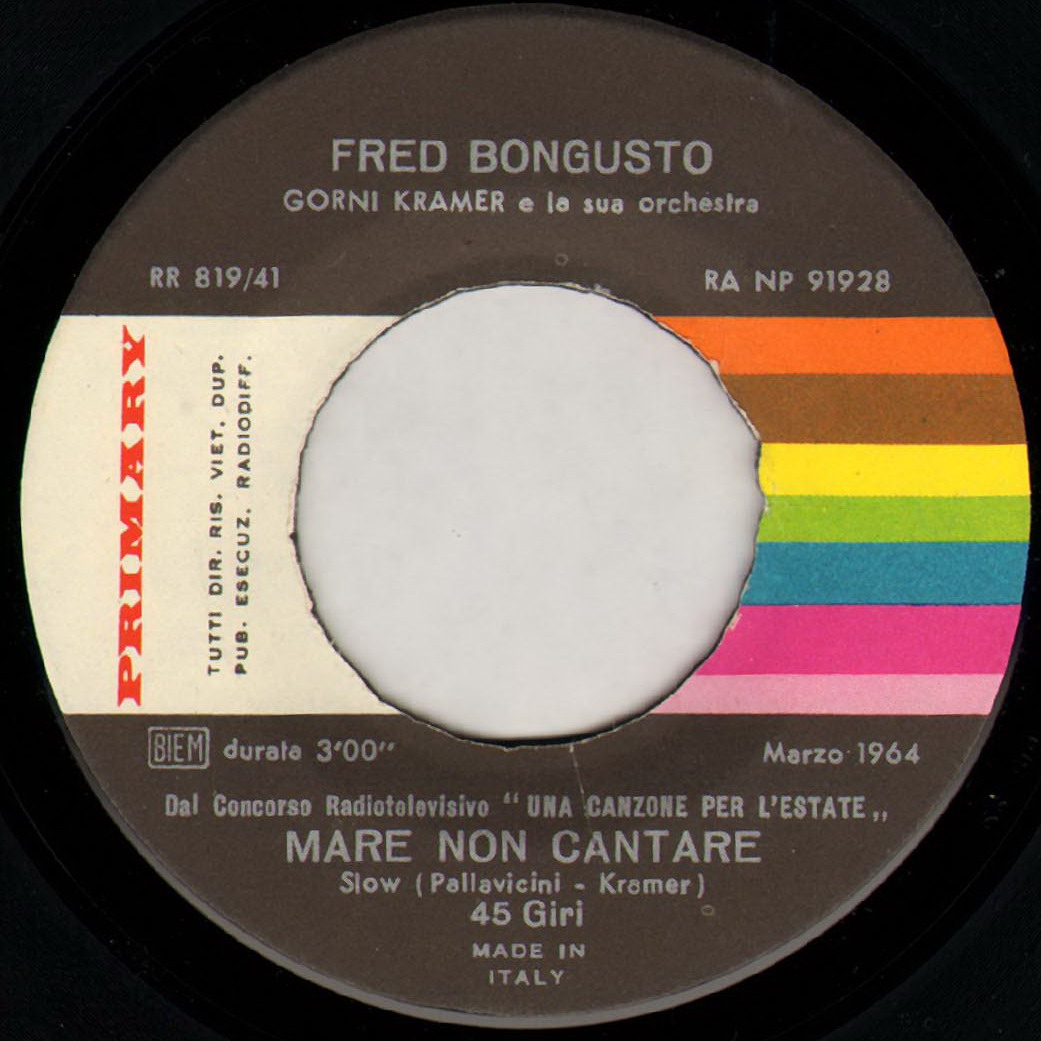 FRED BONGUSTO
GORNI KRAMER e la sua orchestra
RR 819/41
RA NP 91928
PRIMARY
TUTTI DIR. RIS. VIET. DUP.
PUB. ESECUZ. RADIODIFF.
BIEM durata 3'00"
Marzo 1964
Dal Concorso Radiotelevisivo “ UNA CANZONE PER L'ESTATE „
MARE NON CANTARE
Slow (Pallavicini - Kramer)
45 Giri
MADE IN
ITALY